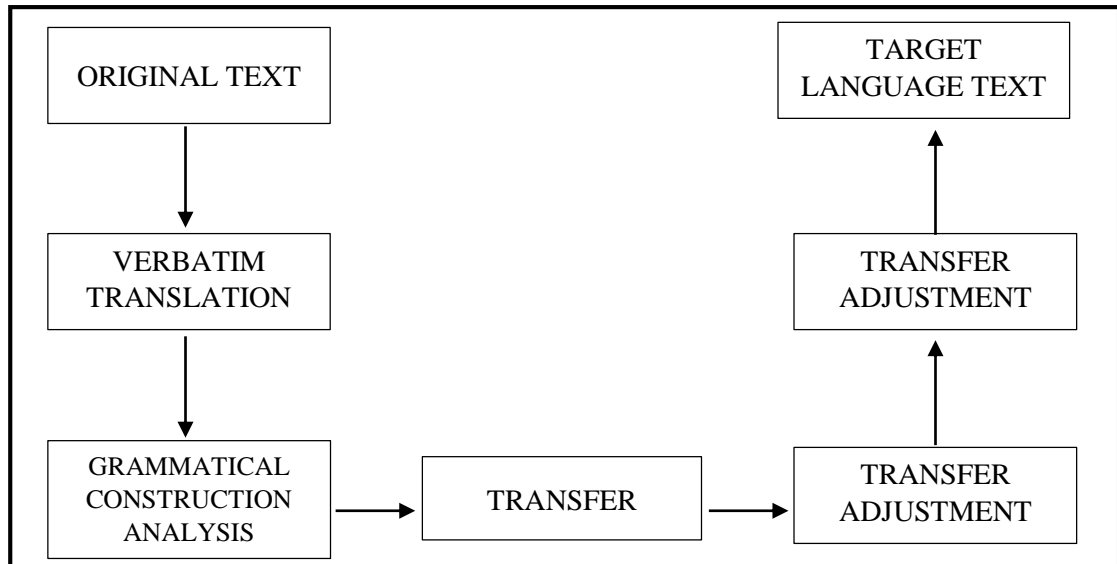 ORIGINAL TEXT
VERBATIM
TRANSLATION
GRAMMATICAL
CONSTRUCTION
ANALYSIS
TRANSFER
TRANSFER
ADJUSTMENT
TRANSFER
ADJUSTMENT
TARGET
LANGUAGE TEXT